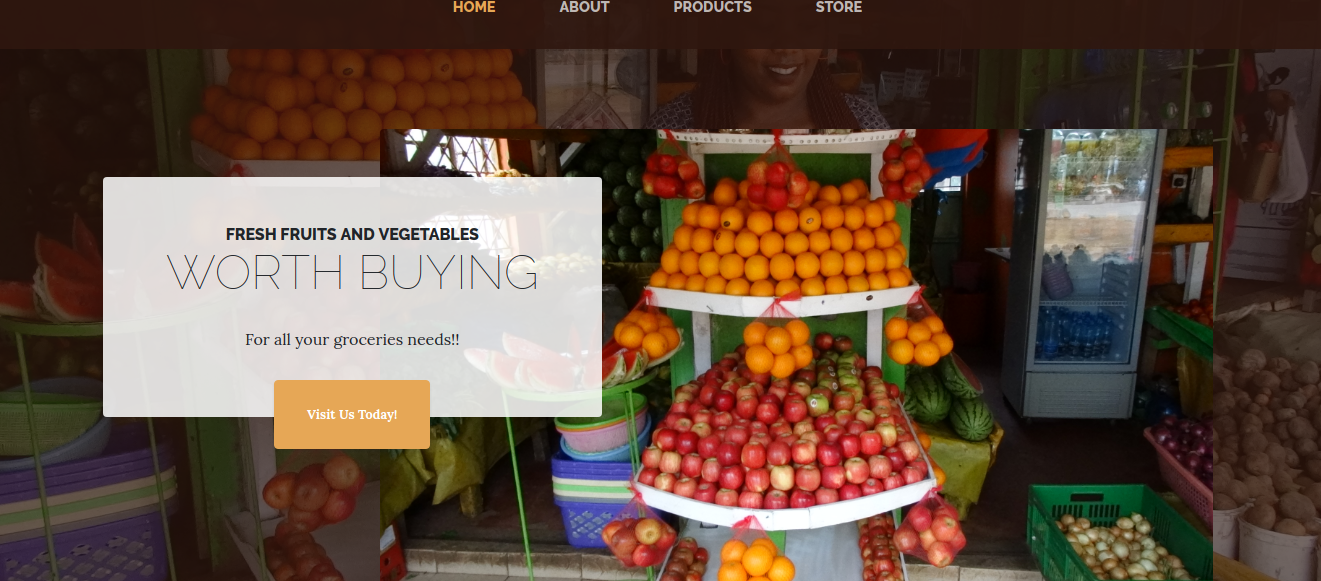 HOME ABOUT PRODUCTS STORE
FRESH FRUITS AND VEGETABLES
WORTH BUYING
For all your groceries needs!!
Visit Us Today!